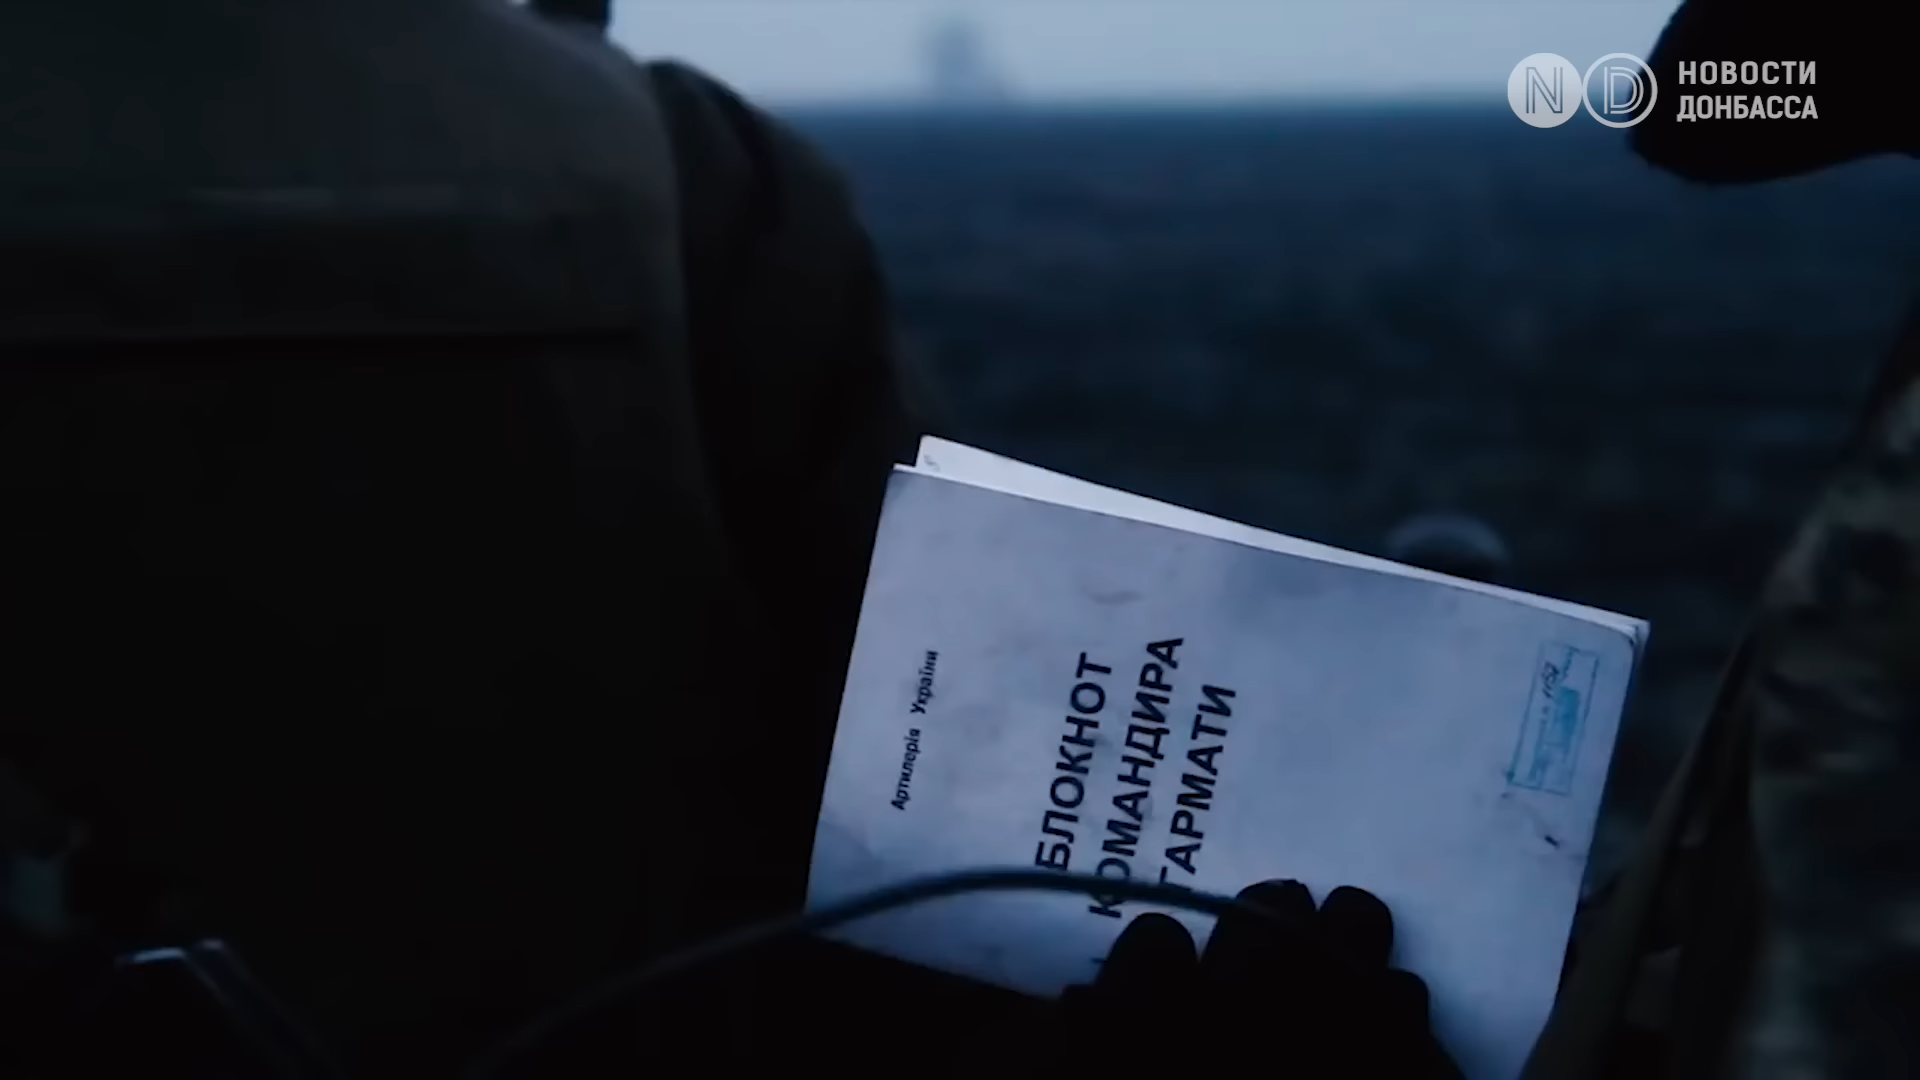 НОВОСТИ
ДОНБАССА
Артилерія України
БЛОКНОТ
КОМАНДИРА
ГАРМАТИ